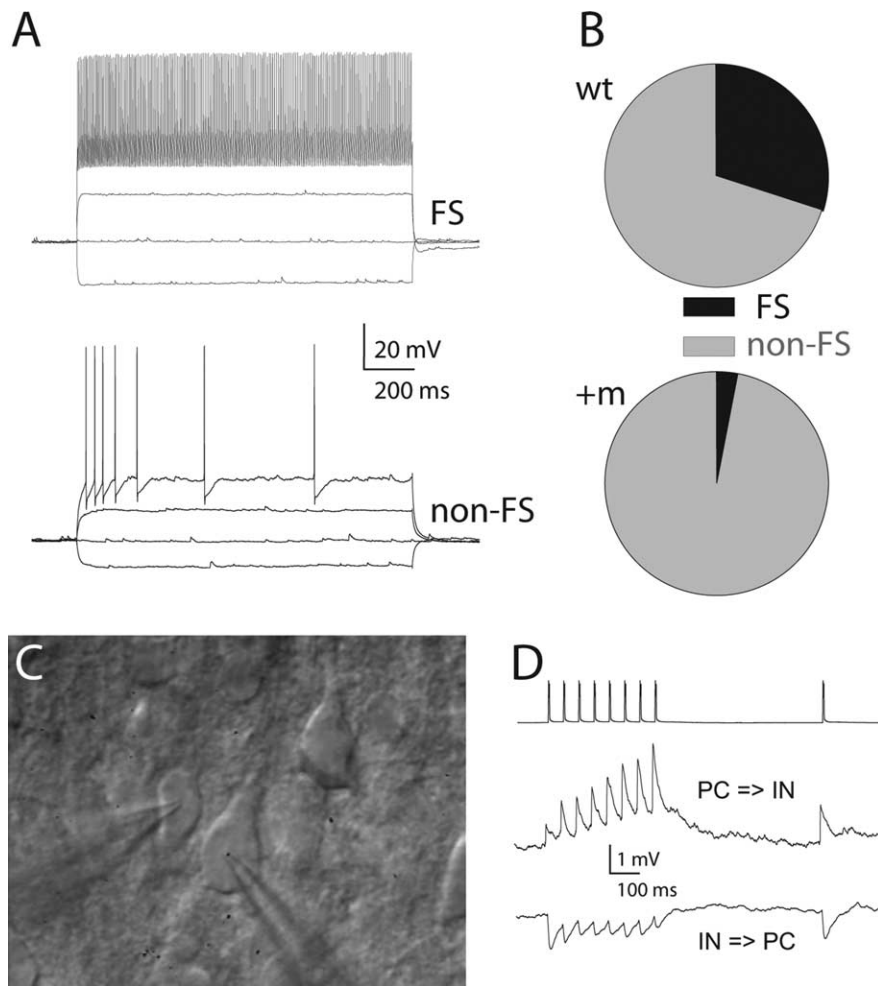 A
FS
20 mV
200 ms
non-FS
B
wt
FS
non-FS
+m
C
D
PC => IN
1 mV
100 ms
IN => PC